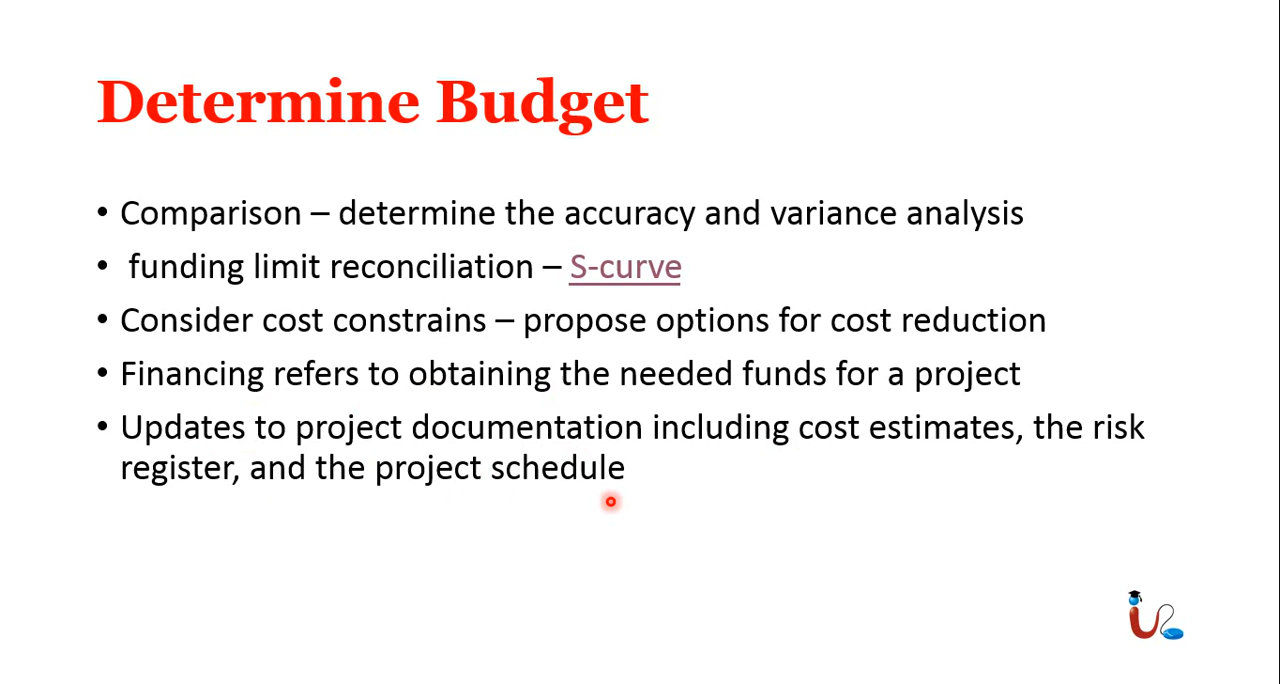 Determine Budget
• Comparison – determine the accuracy and variance analysis
• funding limit reconciliation – S-curve
• Consider cost constrains – propose options for cost reduction
• Financing refers to obtaining the needed funds for a project
• Updates to project documentation including cost estimates, the risk
register, and the project schedule